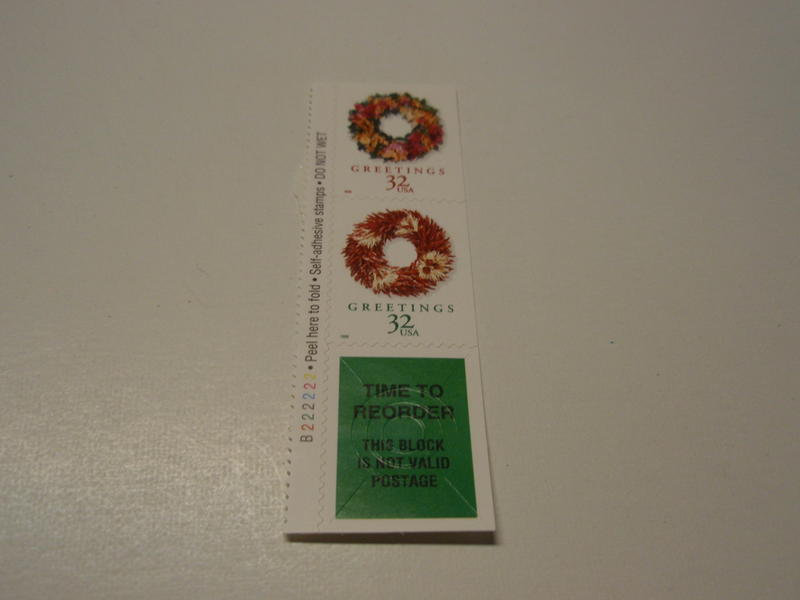 GREETINGS
32
USA
GREETINGS
32
USA
TIME TO
REORDER
THIS BLOCK
IS NOT VALID
POSTAGE
B222222 • Peel here to fold • Self-adhesive stamps • DO NOT WET